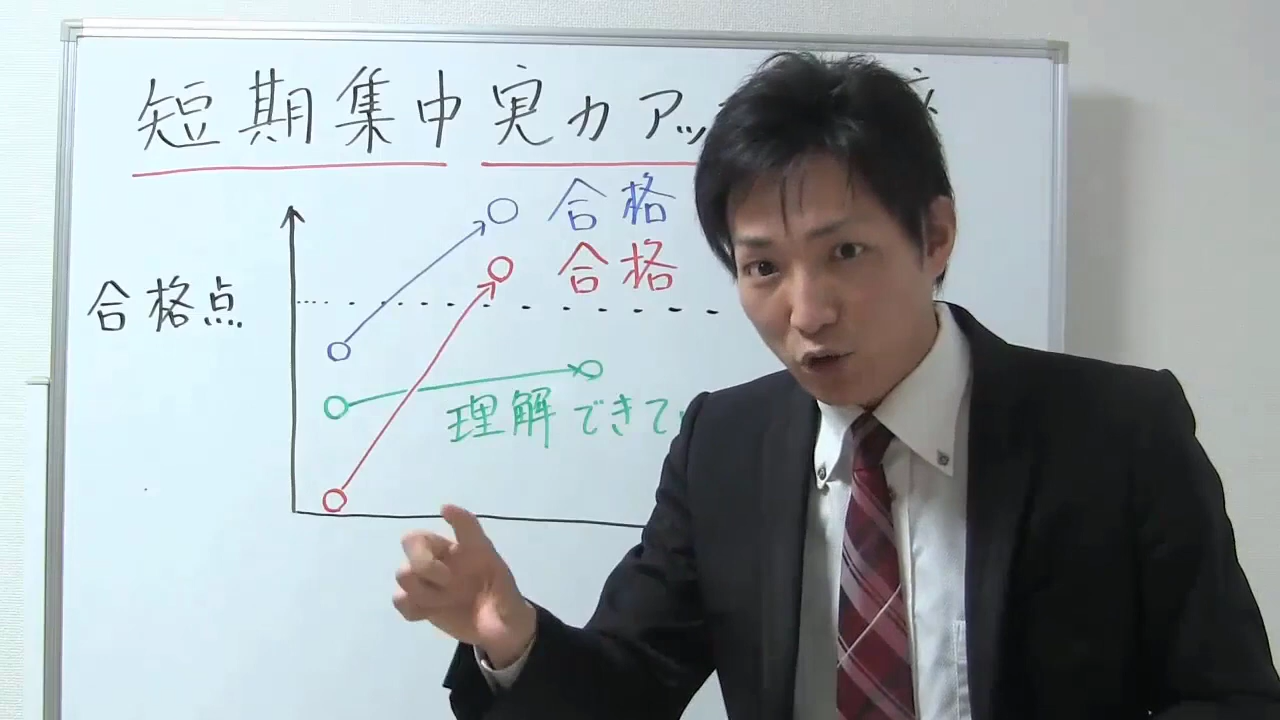 短期集中実力アッ
合格
合格
合格点
理解できて